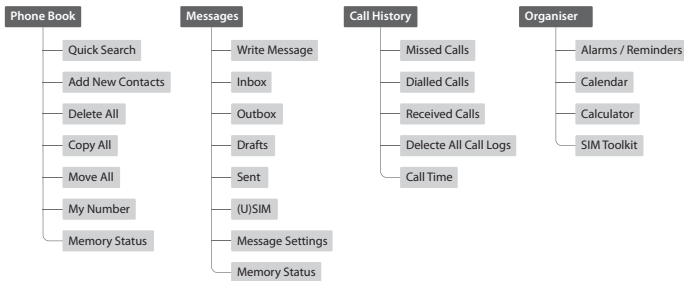 Phone Book
Quick Search
Add New Contacts
Delete All
Copy All
Move All
My Number
Memory Status
Messages
Write Message
Inbox
Outbox
Drafts
Sent
(U)SIM
Message Settings
Memory Status
Call History
Missed Calls
Dialled Calls
Received Calls
Delecte All Call Logs
Call Time
Organiser
Alarms / Reminders
Calendar
Calculator
SIM Toolkit